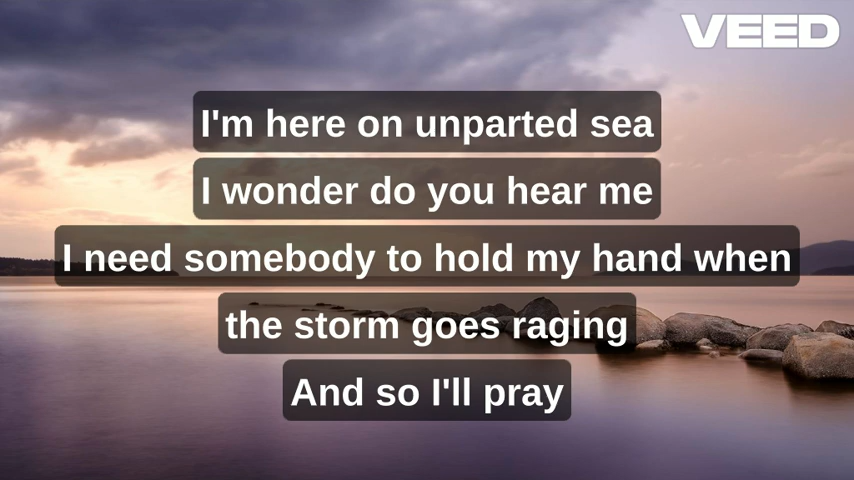 VEED
I'm here on unparted sea
I wonder do you hear me
I need somebody to hold my hand when
the storm goes raging
And so I'll pray